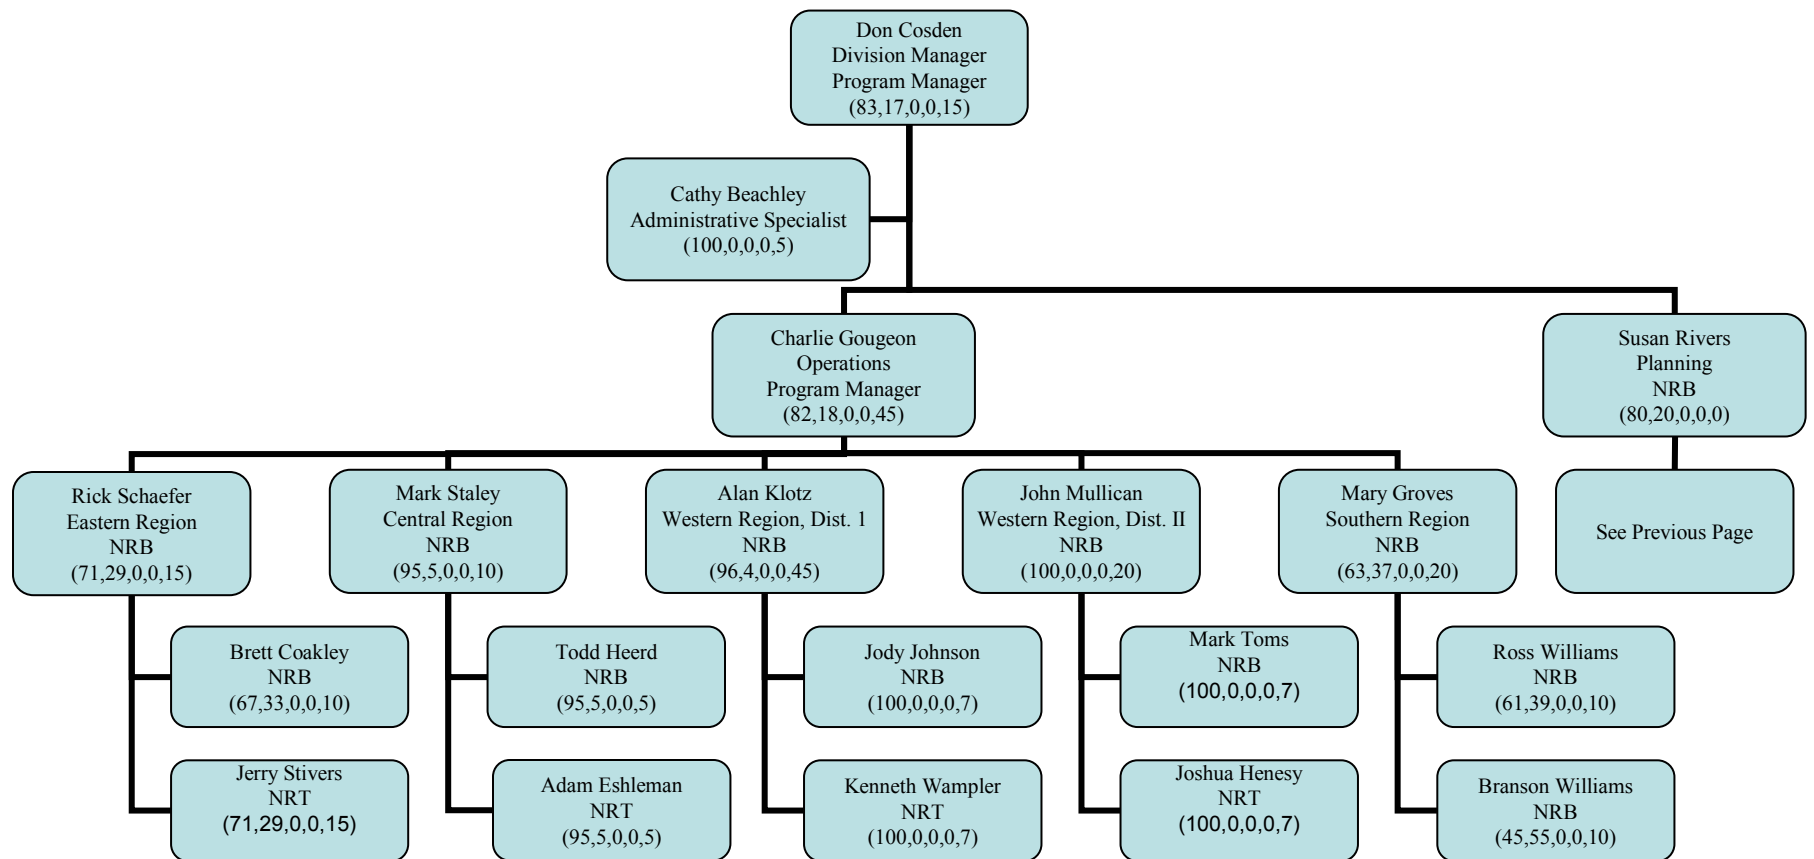 Don Cosden
Division Manager
Program Manager
(83,17,0,0,15)
Cathy Beachley
Administrative Specialist
(100,0,0,0,5)
Charlie Gougeon
Operations
Program Manager
(82,18,0,0,45)
Susan Rivers
Planning
NRB
(80,20,0,0,0)
Rick Schaefer
Eastern Region
NRB
(71,29,0,0,15)
Mark Staley
Central Region
NRB
(95,5,0,0,10)
Alan Klotz
Western Region, Dist. 1
NRB
(96,4,0,0,45)
John Mullican
Western Region, Dist. II
NRB
(100,0,0,0,20)
Mary Groves
Southern Region
NRB
(63,37,0,0,20)
See Previous Page
Brett Coakley
NRB
(67,33,0,0,10)
Todd Heerd
NRB
(95,5,0,0,5)
Jody Johnson
NRB
(100,0,0,0,7)
Mark Toms
NRB
(100,0,0,0,7)
Ross Williams
NRB
(61,39,0,0,10)
Jerry Stivers
NRT
(71,29,0,0,15)
Adam Eshleman
NRT
(95,5,0,0,5)
Kenneth Wampler
NRT
(100,0,0,0,7)
Joshua Henesy
NRT
(100,0,0,0,7)
Branson Williams
NRB
(45,55,0,0,10)